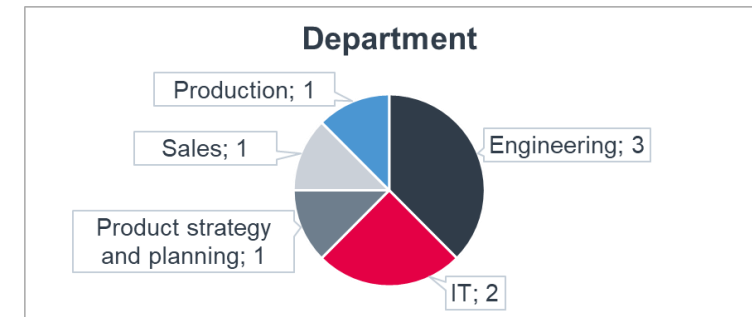 Department
Production; 1
Sales; 1
Engineering; 3
Product strategy
and planning; 1
IT; 2